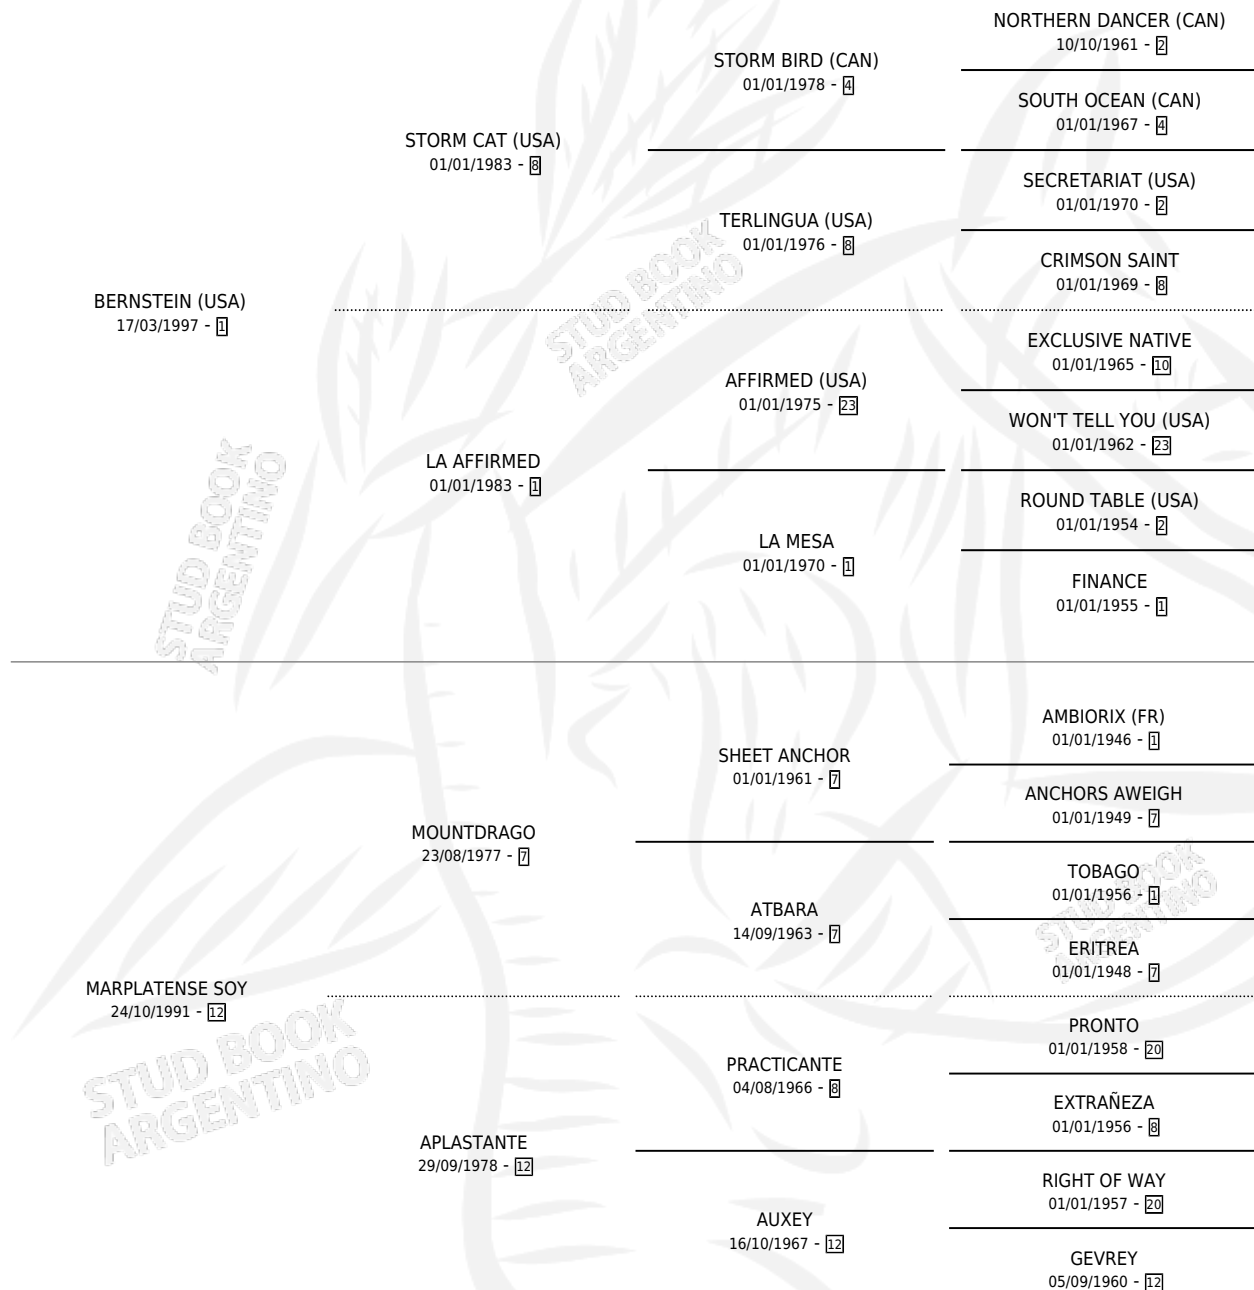 NORTHERN DANCER (CAN)
10/10/1961 - 2
STORM BIRD (CAN)
01/01/1978 - 4
SOUTH OCEAN (CAN)
01/01/1967 - 4
STORM CAT (USA)
01/01/1983 - 8
SECRETARIAT (USA)
01/01/1970 - 2
TERLINGUA (USA)
01/01/1976 - 8
CRIMSON SAINT
01/01/1969 - 8
BERNSTEIN (USA)
17/03/1997 - 1
STUD BOOK
ARGENTINO
EXCLUSIVE NATIVE
01/01/1965 - 10
AFFIRMED (USA)
01/01/1975 - 23
WON'T TELL YOU (USA)
01/01/1962 - 23
LA AFFIRMED
01/01/1983 - 1
ROUND TABLE (USA)
01/01/1954 - 2
LA MESA
01/01/1970 - 1
FINANCE
01/01/1955 - 1
STUD BOOK
ARGENTINO
AMBIORIX (FR)
01/01/1946 - 1
SHEET ANCHOR
01/01/1961 - 7
ANCHORS AWEIGH
01/01/1949 - 7
MOUNTDRAGO
23/08/1977 - 7
TOBAGO
01/01/1956 - 1
ATBARA
14/09/1963 - 7
STUD BOOK
ARGENTINO
ERITREA
01/01/1948 - 7
MARPLATENSE SOY
24/10/1991 - 12
STUD BOOK
ARGENTINO
PRONTO
01/01/1958 - 20
PRACTICANTE
04/08/1966 - 8
EXTRAÑEZA
01/01/1956 - 8
APLASTANTE
29/09/1978 - 12
RIGHT OF WAY
01/01/1957 - 20
AUXEY
16/10/1967 - 12
GEVREY
05/09/1960 - 12